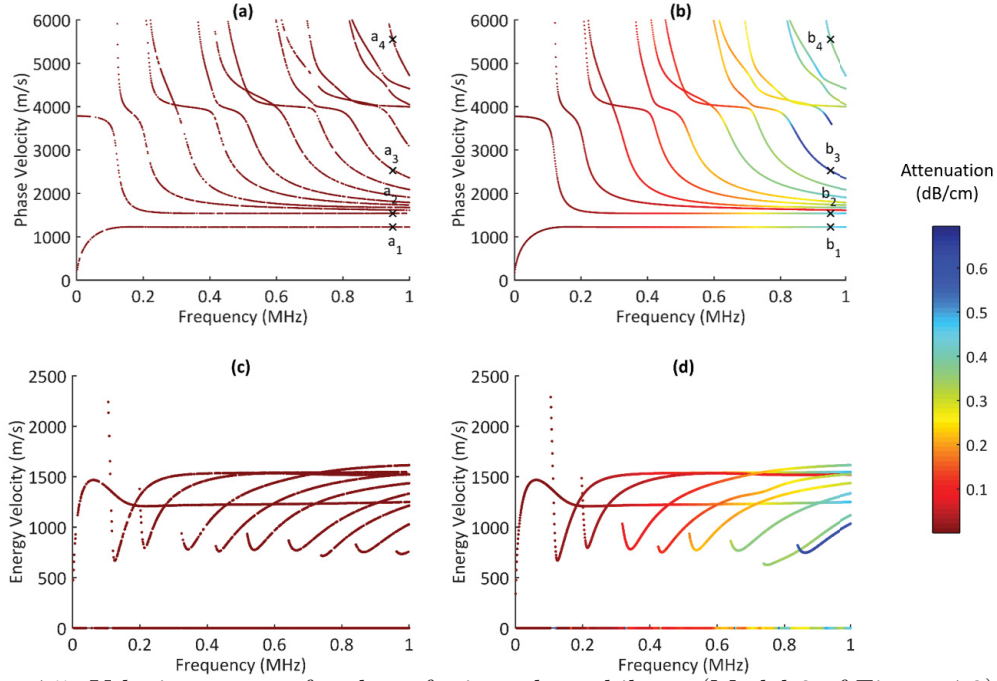 (a)
6000
5000
4000
3000
2000
1000
0
0
0.2
0.4
0.6
0.8
1
Phase Velocity (m/s)
Frequency (MHz)
a4
a3
a2
a1
(b)
6000
5000
4000
3000
2000
1000
0
0
0.2
0.4
0.6
0.8
1
Phase Velocity (m/s)
Frequency (MHz)
b4
b3
b2
b1
Attenuation
(dB/cm)
0.6
0.5
0.4
0.3
0.2
0.1
(c)
2500
2000
1500
1000
500
0
0
0.2
0.4
0.6
0.8
1
Energy Velocity (m/s)
Frequency (MHz)
(d)
2500
2000
1500
1000
500
0
0
0.2
0.4
0.6
0.8
1
Energy Velocity (m/s)
Frequency (MHz)